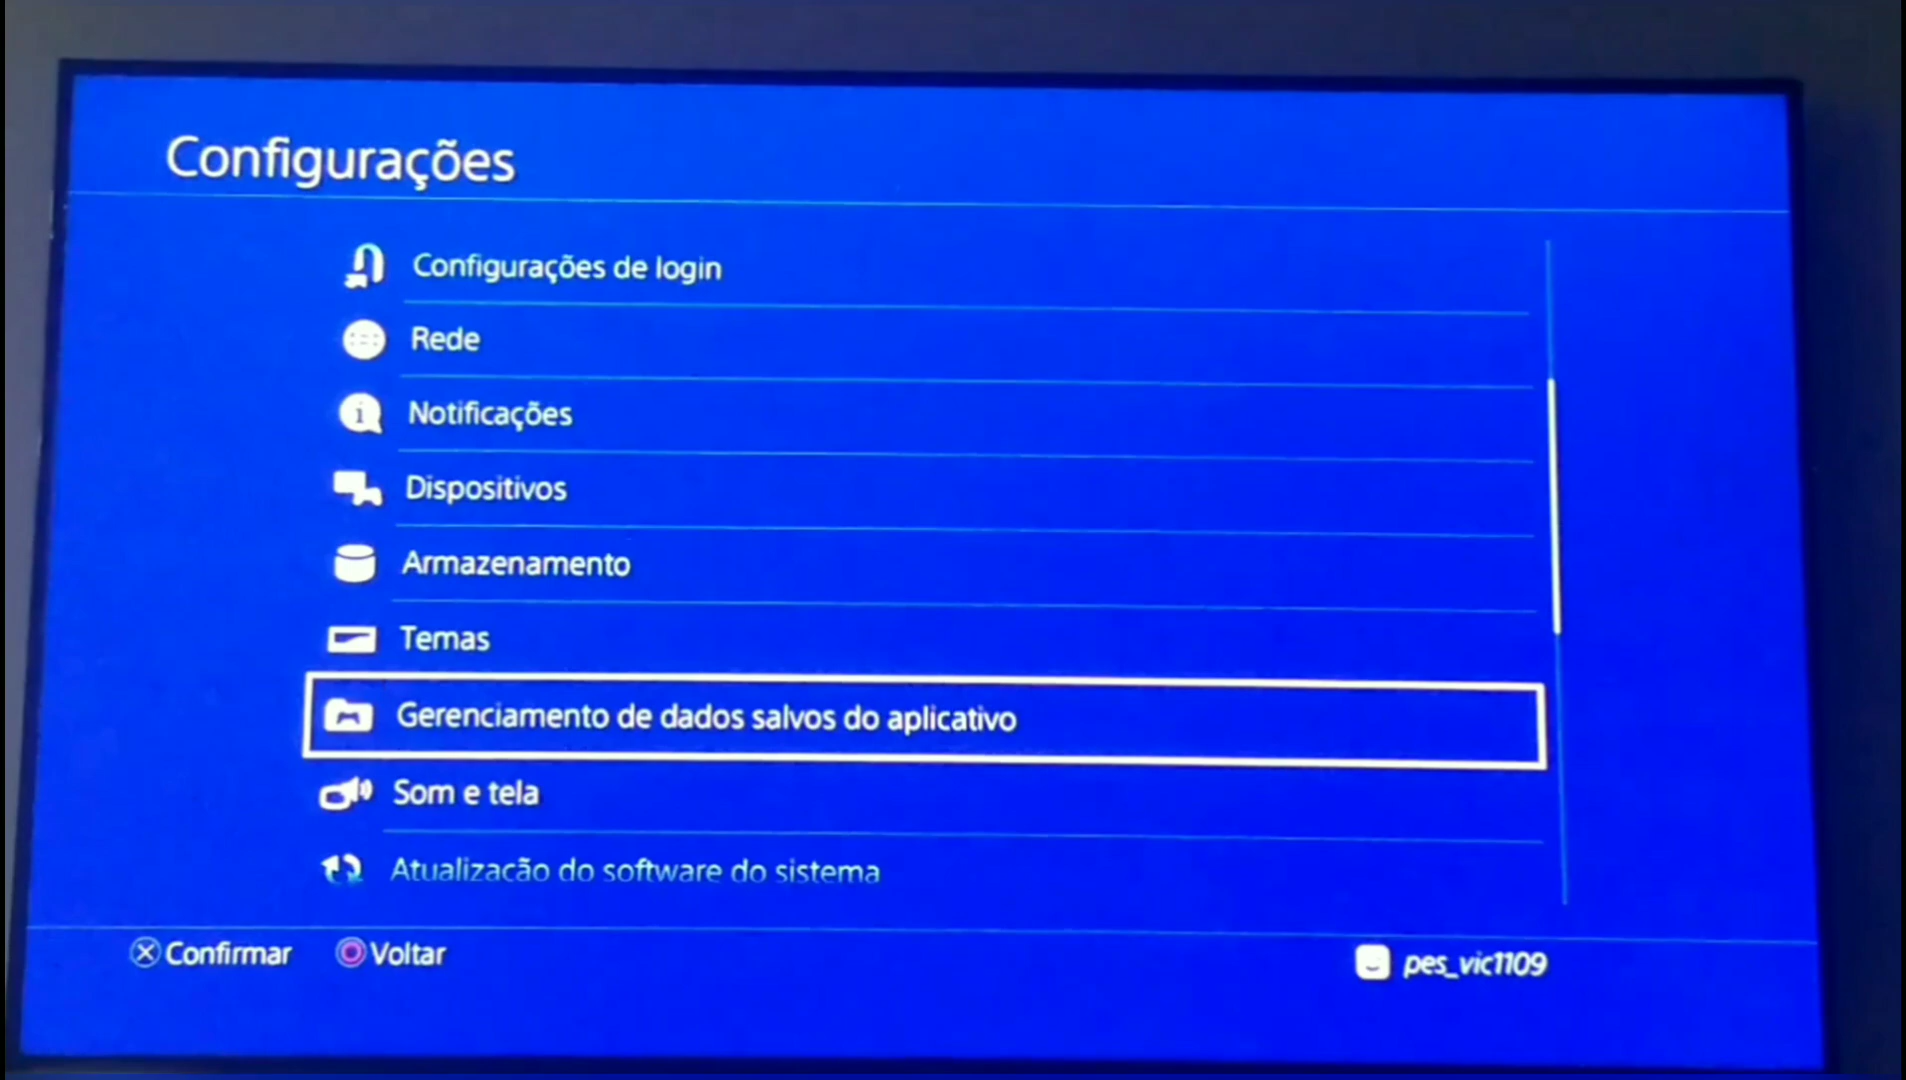 Configurações
Configurações de login
Rede
Notificações
Dispositivos
Armazenamento
Temas
Gerenciamento de dados salvos do aplicativo
Som e tela
Atualização do software do sistema
Confirmar Voltar pes_vic1109